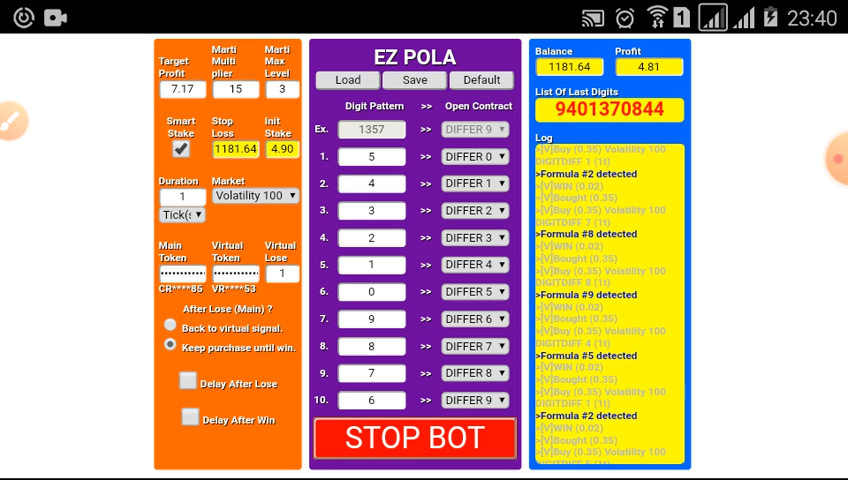 23:40
1
Target
Profit
Marti
Multi
plier
Marti
Max
Level
7.17
15
3
Smart
Stake
Stop
Loss
Init
Stake
1181.64
4.90
Duration
Market
1
Volatility 100
Tick(s
Main
Token
Virtual
Token
Virtual
Lose
1
CR****85
VR****53
After Lose (Main) ?
Back to virtual signal.
Keep purchase until win.
Delay After Lose
Delay After Win
EZ POLA
Load Save Default
Digit Pattern >> Open Contract
Ex. 1357 >> DIFFER 9
1. 5 >> DIFFER 0
2. 4 >> DIFFER 1
3. 3 >> DIFFER 2
4. 2 >> DIFFER 3
5. 1 >> DIFFER 4
6. 0 >> DIFFER 5
7. 9 >> DIFFER 6
8. 8 >> DIFFER 7
9. 7 >> DIFFER 8
10. 6 >> DIFFER 9
STOP BOT
Balance Profit
1181.64 4.81
List Of Last Digits
9401370844
Log
>[V]Buy (0.35) Volatility 100
DIGITDIFF 1 (1t)
>Formula #2 detected
>[V]WIN (0.02)
>[V]Bought (0.35)
>[V]Buy (0.35) Volatility 100
DIGITDIFF 7 (1t)
>Formula #8 detected
>[V]WIN (0.02)
>[V]Bought (0.35)
>[V]Buy (0.35) Volatility 100
DIGITDIFF 8 (1t)
>Formula #9 detected
>[V]WIN (0.02)
>[V]Bought (0.35)
>[V]Buy (0.35) Volatility 100
DIGITDIFF 4 (1t)
>Formula #5 detected
>[V]WIN (0.02)
>[V]Bought (0.35)
>[V]Buy (0.35) Volatility 100
DIGITDIFF 1 (1t)
>Formula #2 detected
>[V]WIN (0.02)
>[V]Bought (0.35)
>[V]Buy (0.35) Volatility 100